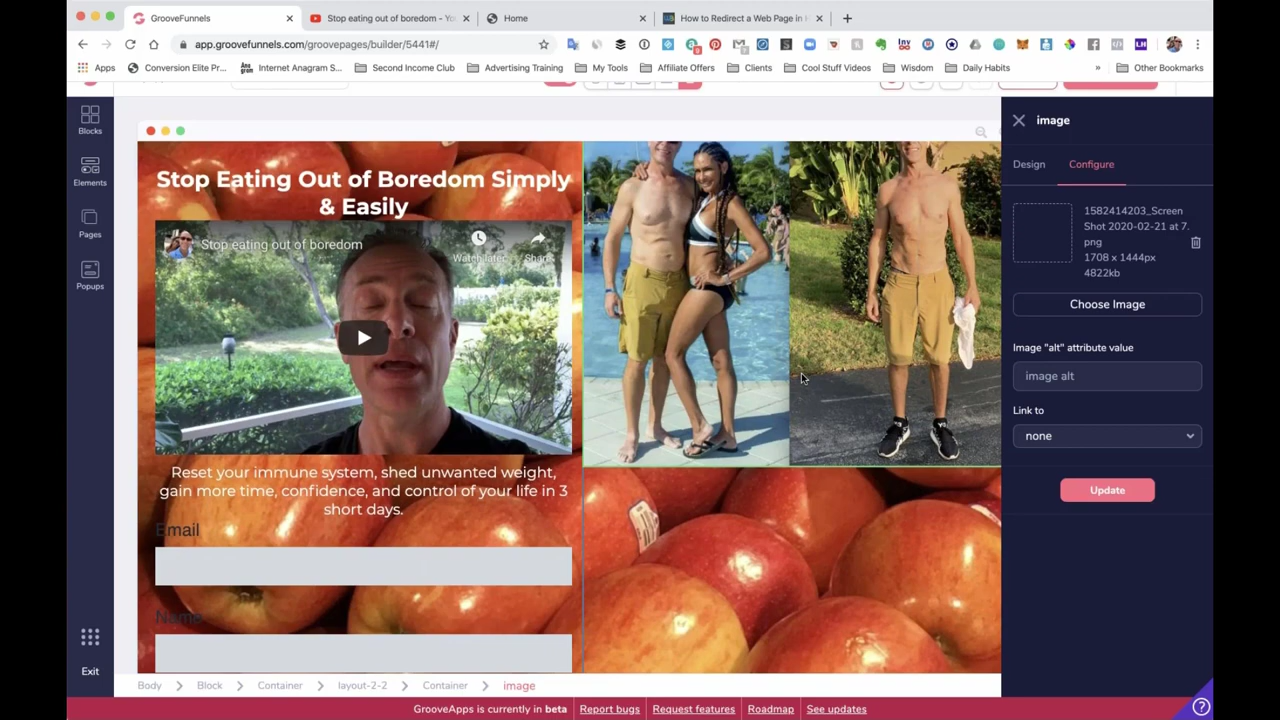 GrooveFunnels
Stop eating out of boredom - Yo
Home
How to Redirect a Web Page in H
app.groovefunnels.com/groovepages/builder/5441#/
Apps
Conversion Elite Pr...
Internet Anagram S...
Second Income Club
Advertising Training
My Tools
Affiliate Offers
Clients
Cool Stuff Videos
Wisdom
Daily Habits
»
Other Bookmarks
Blocks
Elements
Pages
Popups
Exit
Stop Eating Out of Boredom Simply
& Easily
Stop eating out of boredom
Watch later
Share
Reset your immune system, shed unwanted weight,
gain more time, confidence, and control of your life in 3
short days.
Email
Name
image
Design
Configure
1582414203_Screen
Shot 2020-02-21 at 7.
png
1708 x 1444px
4822kb
Choose Image
Image "alt" attribute value
image alt
Link to
none
Update
Body
Block
Container
layout-2-2
Container
image
GrooveApps is currently in beta
Report bugs
Request features
Roadmap
See updates